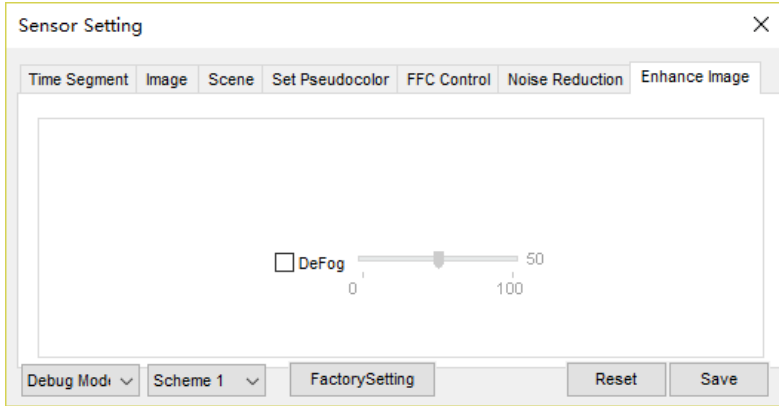 Sensor Setting
Time Segment Image Scene Set Pseudocolor FFC Control Noise Reduction Enhance Image
DeFog 50
0 100
Debug Mode Scheme 1 FactorySetting Reset Save